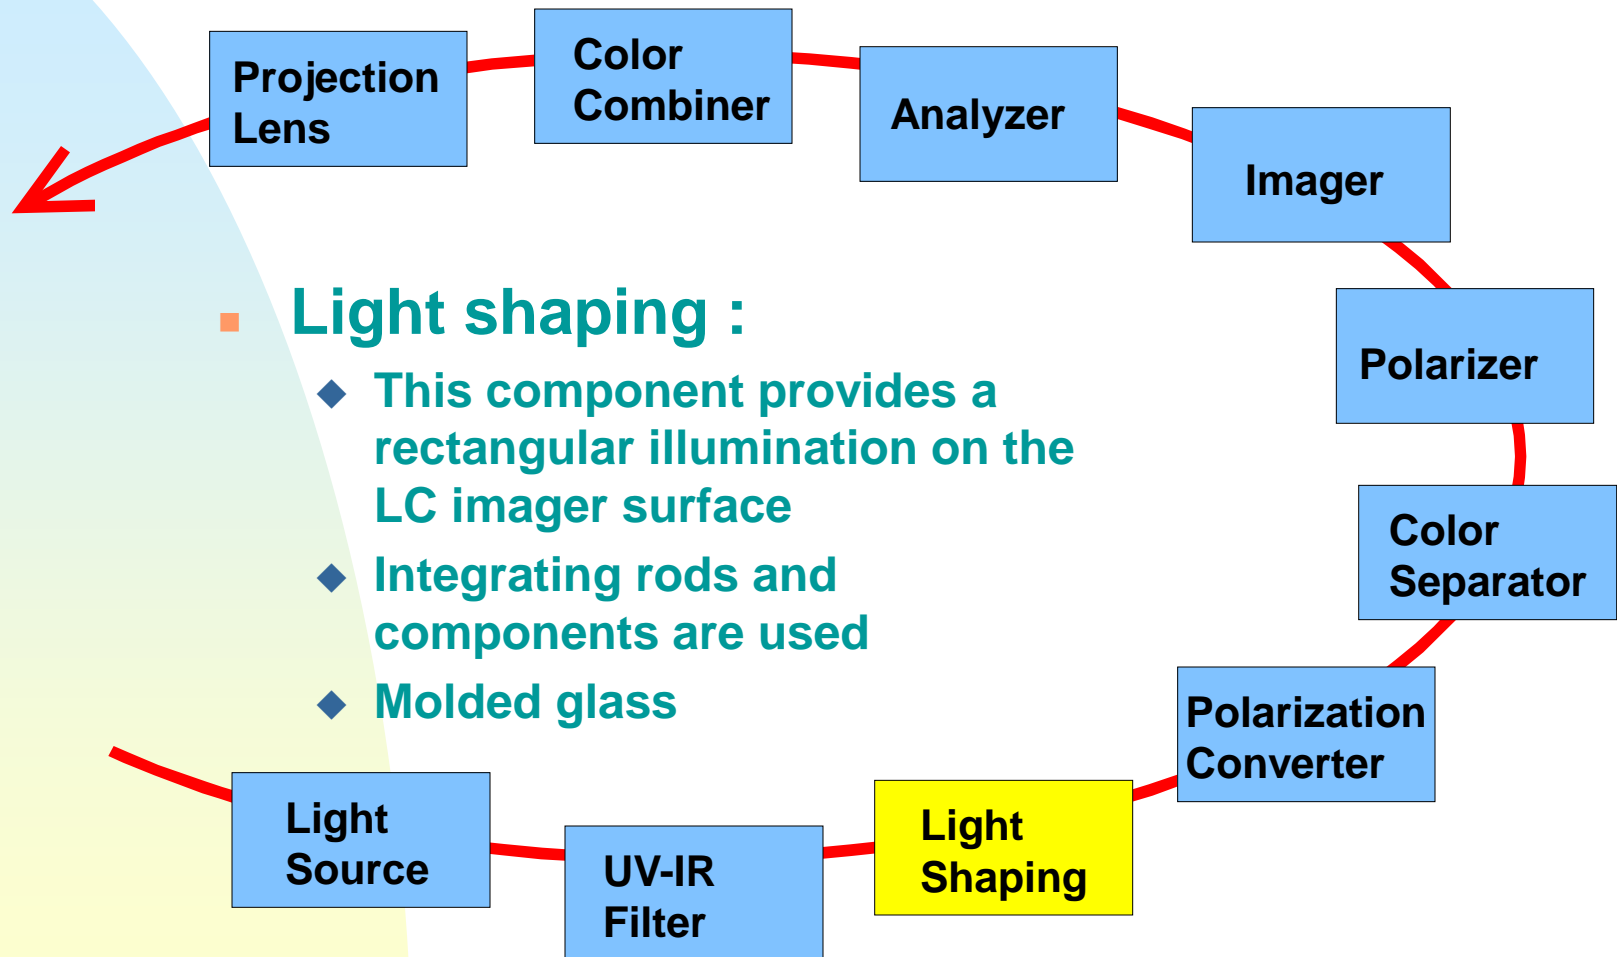 Projection
Lens
Color
Combiner
Analyzer
Imager
Polarizer
Color
Separator
Polarization
Converter
Light shaping :
This component provides a
rectangular illumination on the
LC imager surface
Integrating rods and
components are used
Molded glass
Light
Source
UV-IR
Filter
Light
Shaping